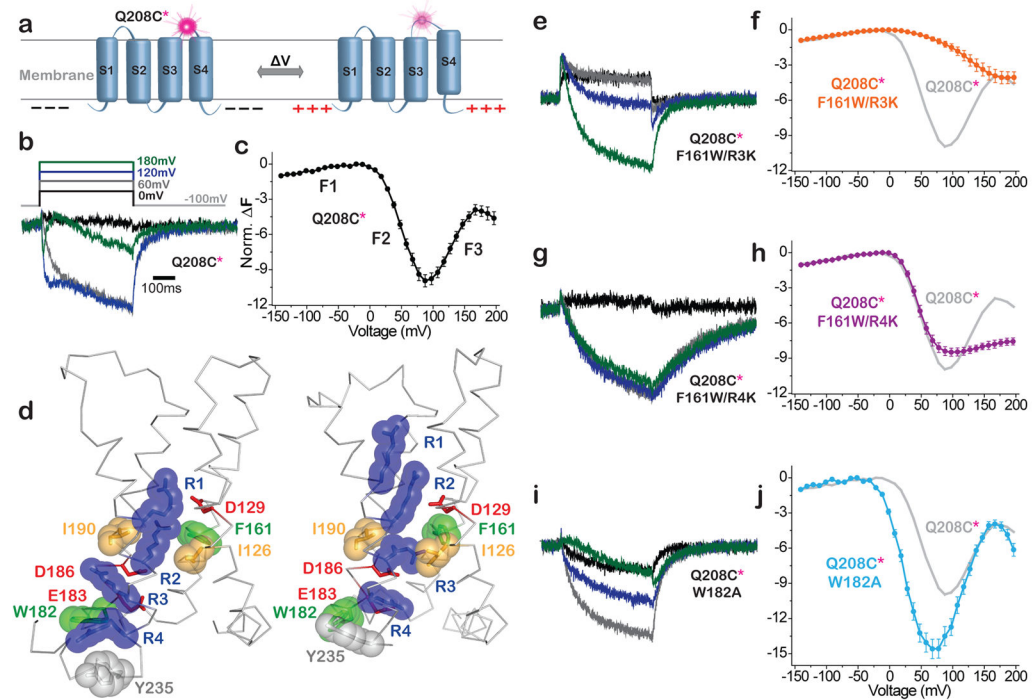 a
Q208C*
S1 S2 S3 S4
Membrane
ΔV
S1 S2 S3 S4
− − − − − −
+++ +++
b
180mV
120mV
60mV
0mV
-100mV
Q208C*
100ms
c
Norm. ΔF
0
-3
-6
-9
-12
F1
Q208C*
F2
F3
-150 -100 -50 0 50 100 150 200
Voltage (mV)
d
R1
D129
I190
F161
I126
D186
R2
E183
R3
W182
R4
Y235
R1
R2
D129
I190
F161
I126
D186
R3
E183
W182
R4
Y235
e
Q208C*
F161W/R3K
f
0
-3
-6
-9
-12
Q208C*
F161W/R3K
Q208C*
-150 -100 -50 0 50 100 150 200
g
Q208C*
F161W/R4K
h
0
-3
-6
-9
-12
Q208C*
F161W/R4K
Q208C*
-150 -100 -50 0 50 100 150 200
i
Q208C*
W182A
j
0
-3
-6
-9
-12
-15
Q208C*
Q208C*
W182A
-150 -100 -50 0 50 100 150 200
Voltage (mV)